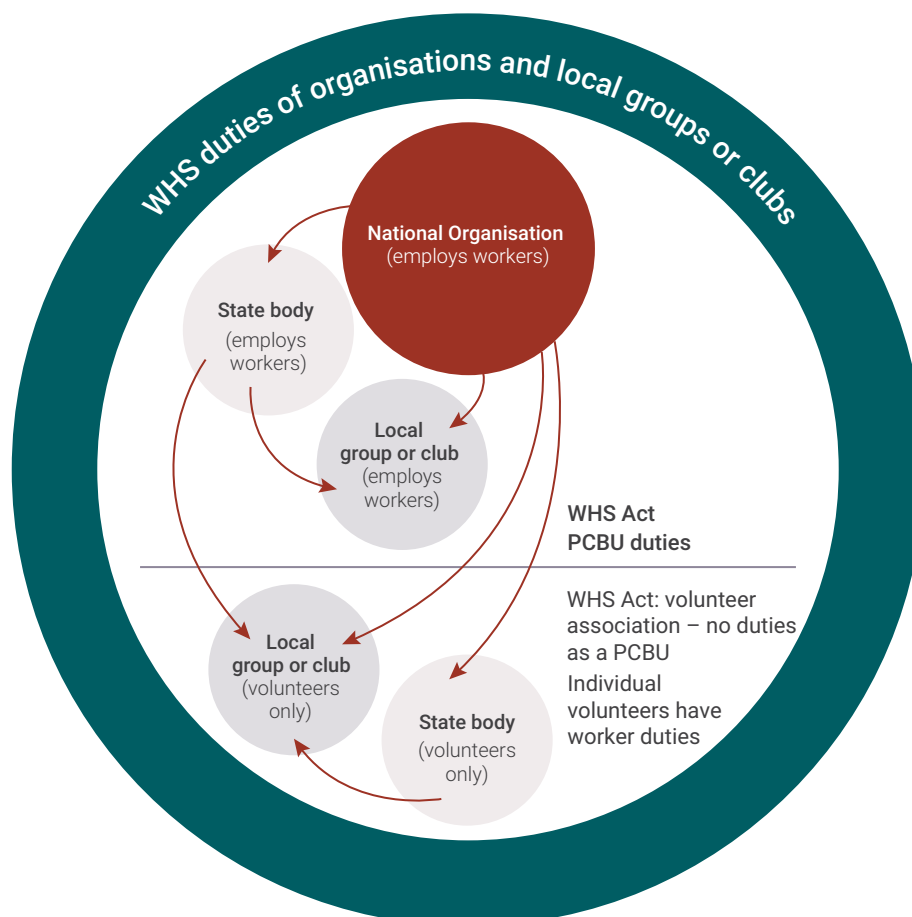 WHS duties of organisations and local groups or clubs
National Organisation
(employs workers)
State body
(employs
workers)
Local
group or club
(employs
workers)
WHS Act
PCBU duties
WHS Act: volunteer
association – no duties
as a PCBU
Individual
volunteers have
worker duties
Local
group or club
(volunteers
only)
State body
(volunteers
only)